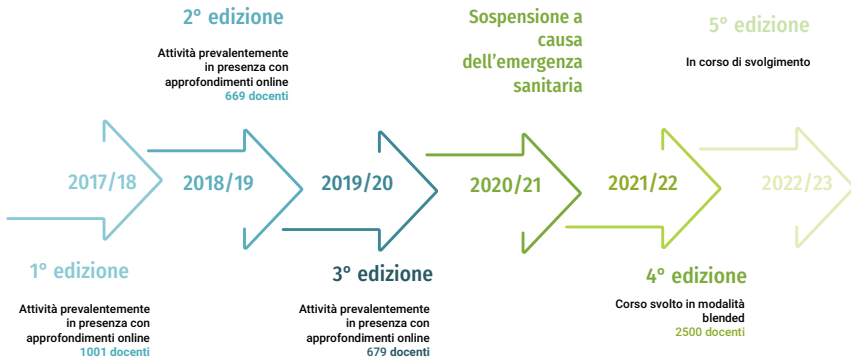 2° edizione
Attività prevalentemente
in presenza con
approfondimenti online
669 docenti
Sospensione a
causa
dell'emergenza
sanitaria
5° edizione
In corso di svolgimento
2017/18
2018/19
2019/20
2020/21
2021/22
2022/23
1° edizione
Attività prevalentemente
in presenza con
approfondimenti online
1001 docenti
3° edizione
Attività prevalentemente
in presenza con
approfondimenti online
679 docenti
4° edizione
Corso svolto in modalità
blended
2500 docenti